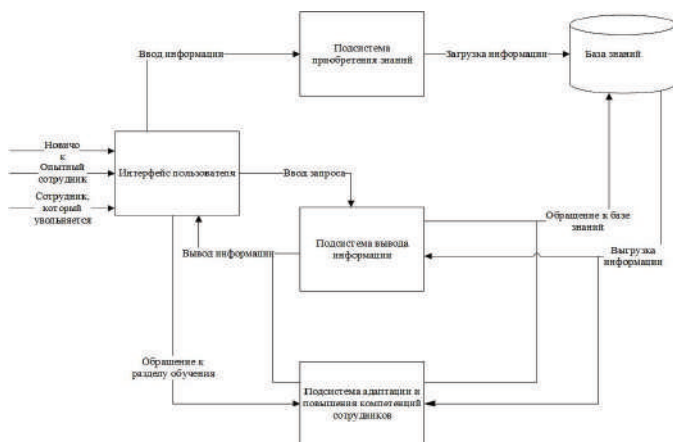 Ввод информации
Подсистема
приобретения знаний
Загрузка информации
База знаний
Новичо
к
Опытный
сотрудник
Сотрудник,
который
увольняется
Интерфейс пользователя
Ввод запроса
Подсистема вывода
информации
Вывод информации
Обращение к базе
знаний
Выгрузка
информации
Обращение к
разделу обучения
Подсистема адаптации и
повышения компетенций
сотрудников